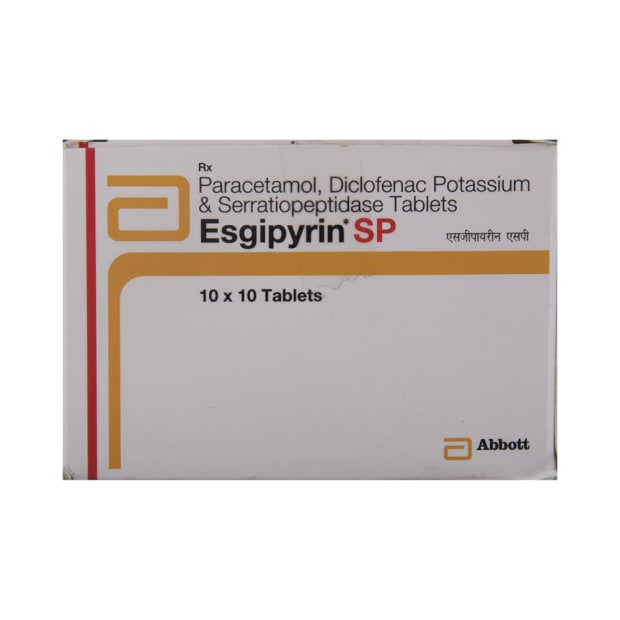 Rx
Paracetamol, Diclofenac Potassium
& Serratiopeptidase Tablets
Esgipyrin* SP
एसजीपायरीन एसपी
10 x 10 Tablets
Abbott